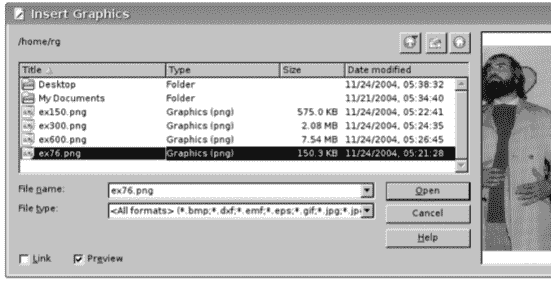 Insert Graphics
/home/rg
Title Type Size Date modified
Desktop Folder 11/24/2004, 05:38:32
My Documents Folder 11/21/2004, 05:34:40
ex150.png Graphics (png) 575.0 KB 11/24/2004, 05:22:41
ex300.png Graphics (png) 2.08 MB 11/24/2004, 05:24:35
ex600.png Graphics (png) 7.54 MB 11/24/2004, 05:26:45
ex76.png Graphics (png) 150.3 KB 11/24/2004, 05:21:28
File name: ex76.png Open
File type: <All formats> (*.bmp;*.dxf;*.emf;*.eps;*.gif;*.jpg;*.jp Cancel
Help
Link Preview